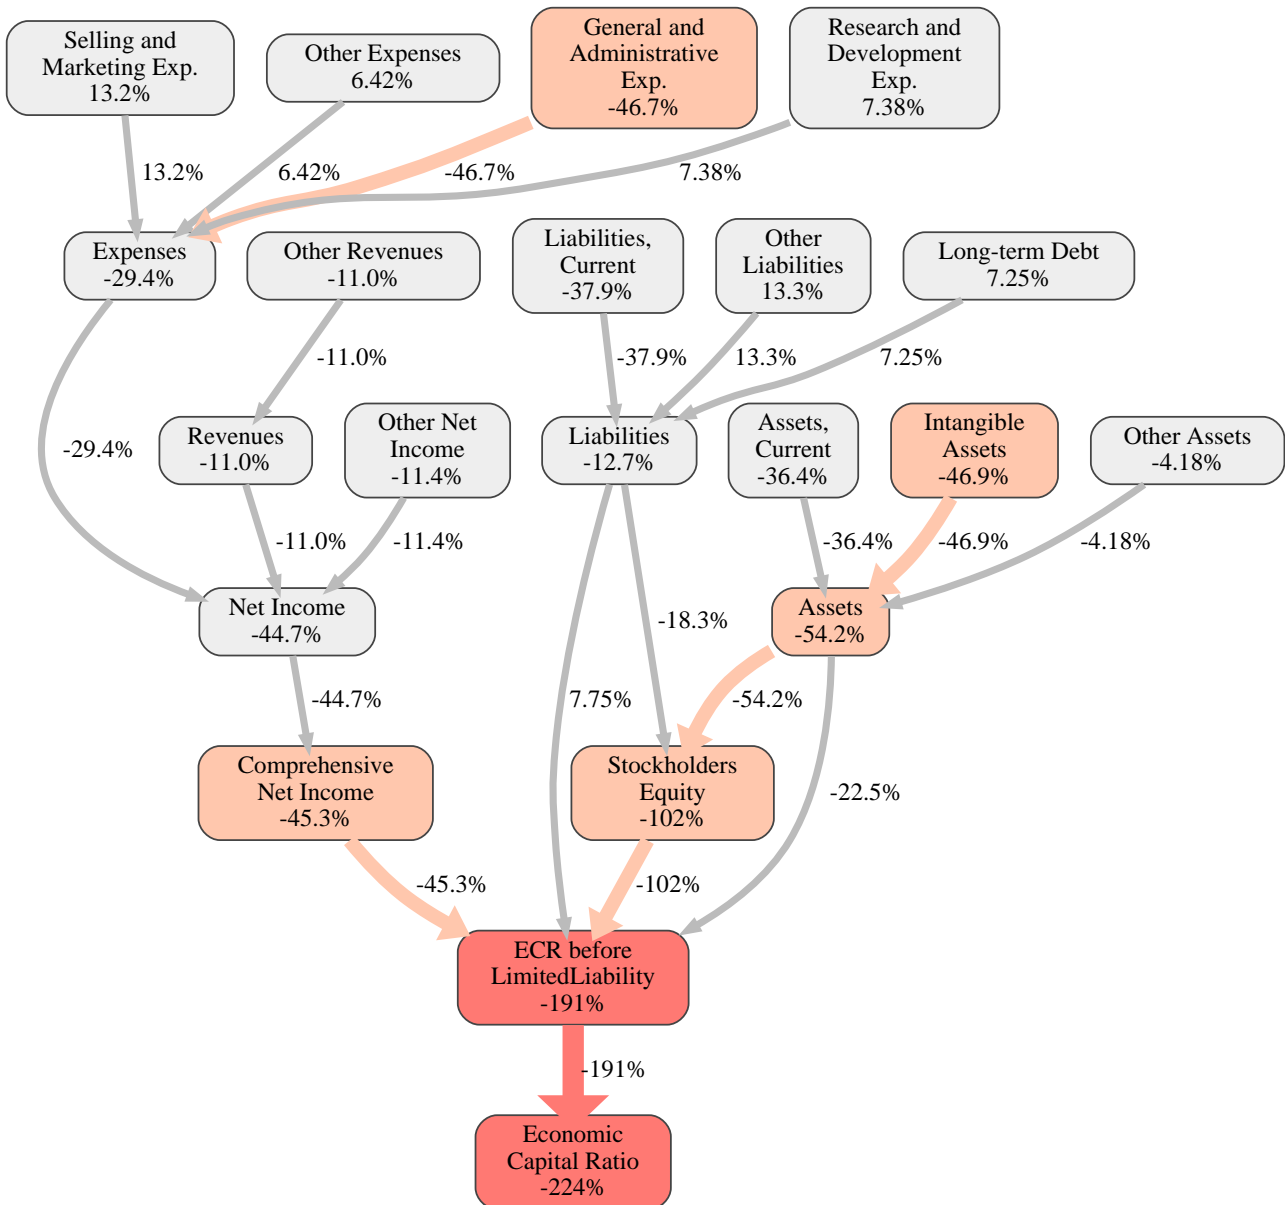 Selling and
Marketing Exp.
13.2%
Other Expenses
6.42%
General and
Administrative
Exp.
-46.7%
Research and
Development
Exp.
7.38%
13.2%
6.42%
-46.7%
7.38%
Expenses
-29.4%
Other Revenues
-11.0%
Liabilities,
Current
-37.9%
Other
Liabilities
13.3%
Long-term Debt
7.25%
-11.0%
-37.9%
13.3%
7.25%
-29.4%
Revenues
-11.0%
Other Net
Income
-11.4%
Liabilities
-12.7%
Assets,
Current
-36.4%
Intangible
Assets
-46.9%
Other Assets
-4.18%
-11.0%
-11.4%
-36.4%
-46.9%
-4.18%
Net Income
-44.7%
-18.3%
Assets
-54.2%
-44.7%
7.75%
-54.2%
Comprehensive
Net Income
-45.3%
Stockholders
Equity
-102%
-22.5%
-45.3%
-102%
ECR before
LimitedLiability
-191%
-191%
Economic
Capital Ratio
-224%